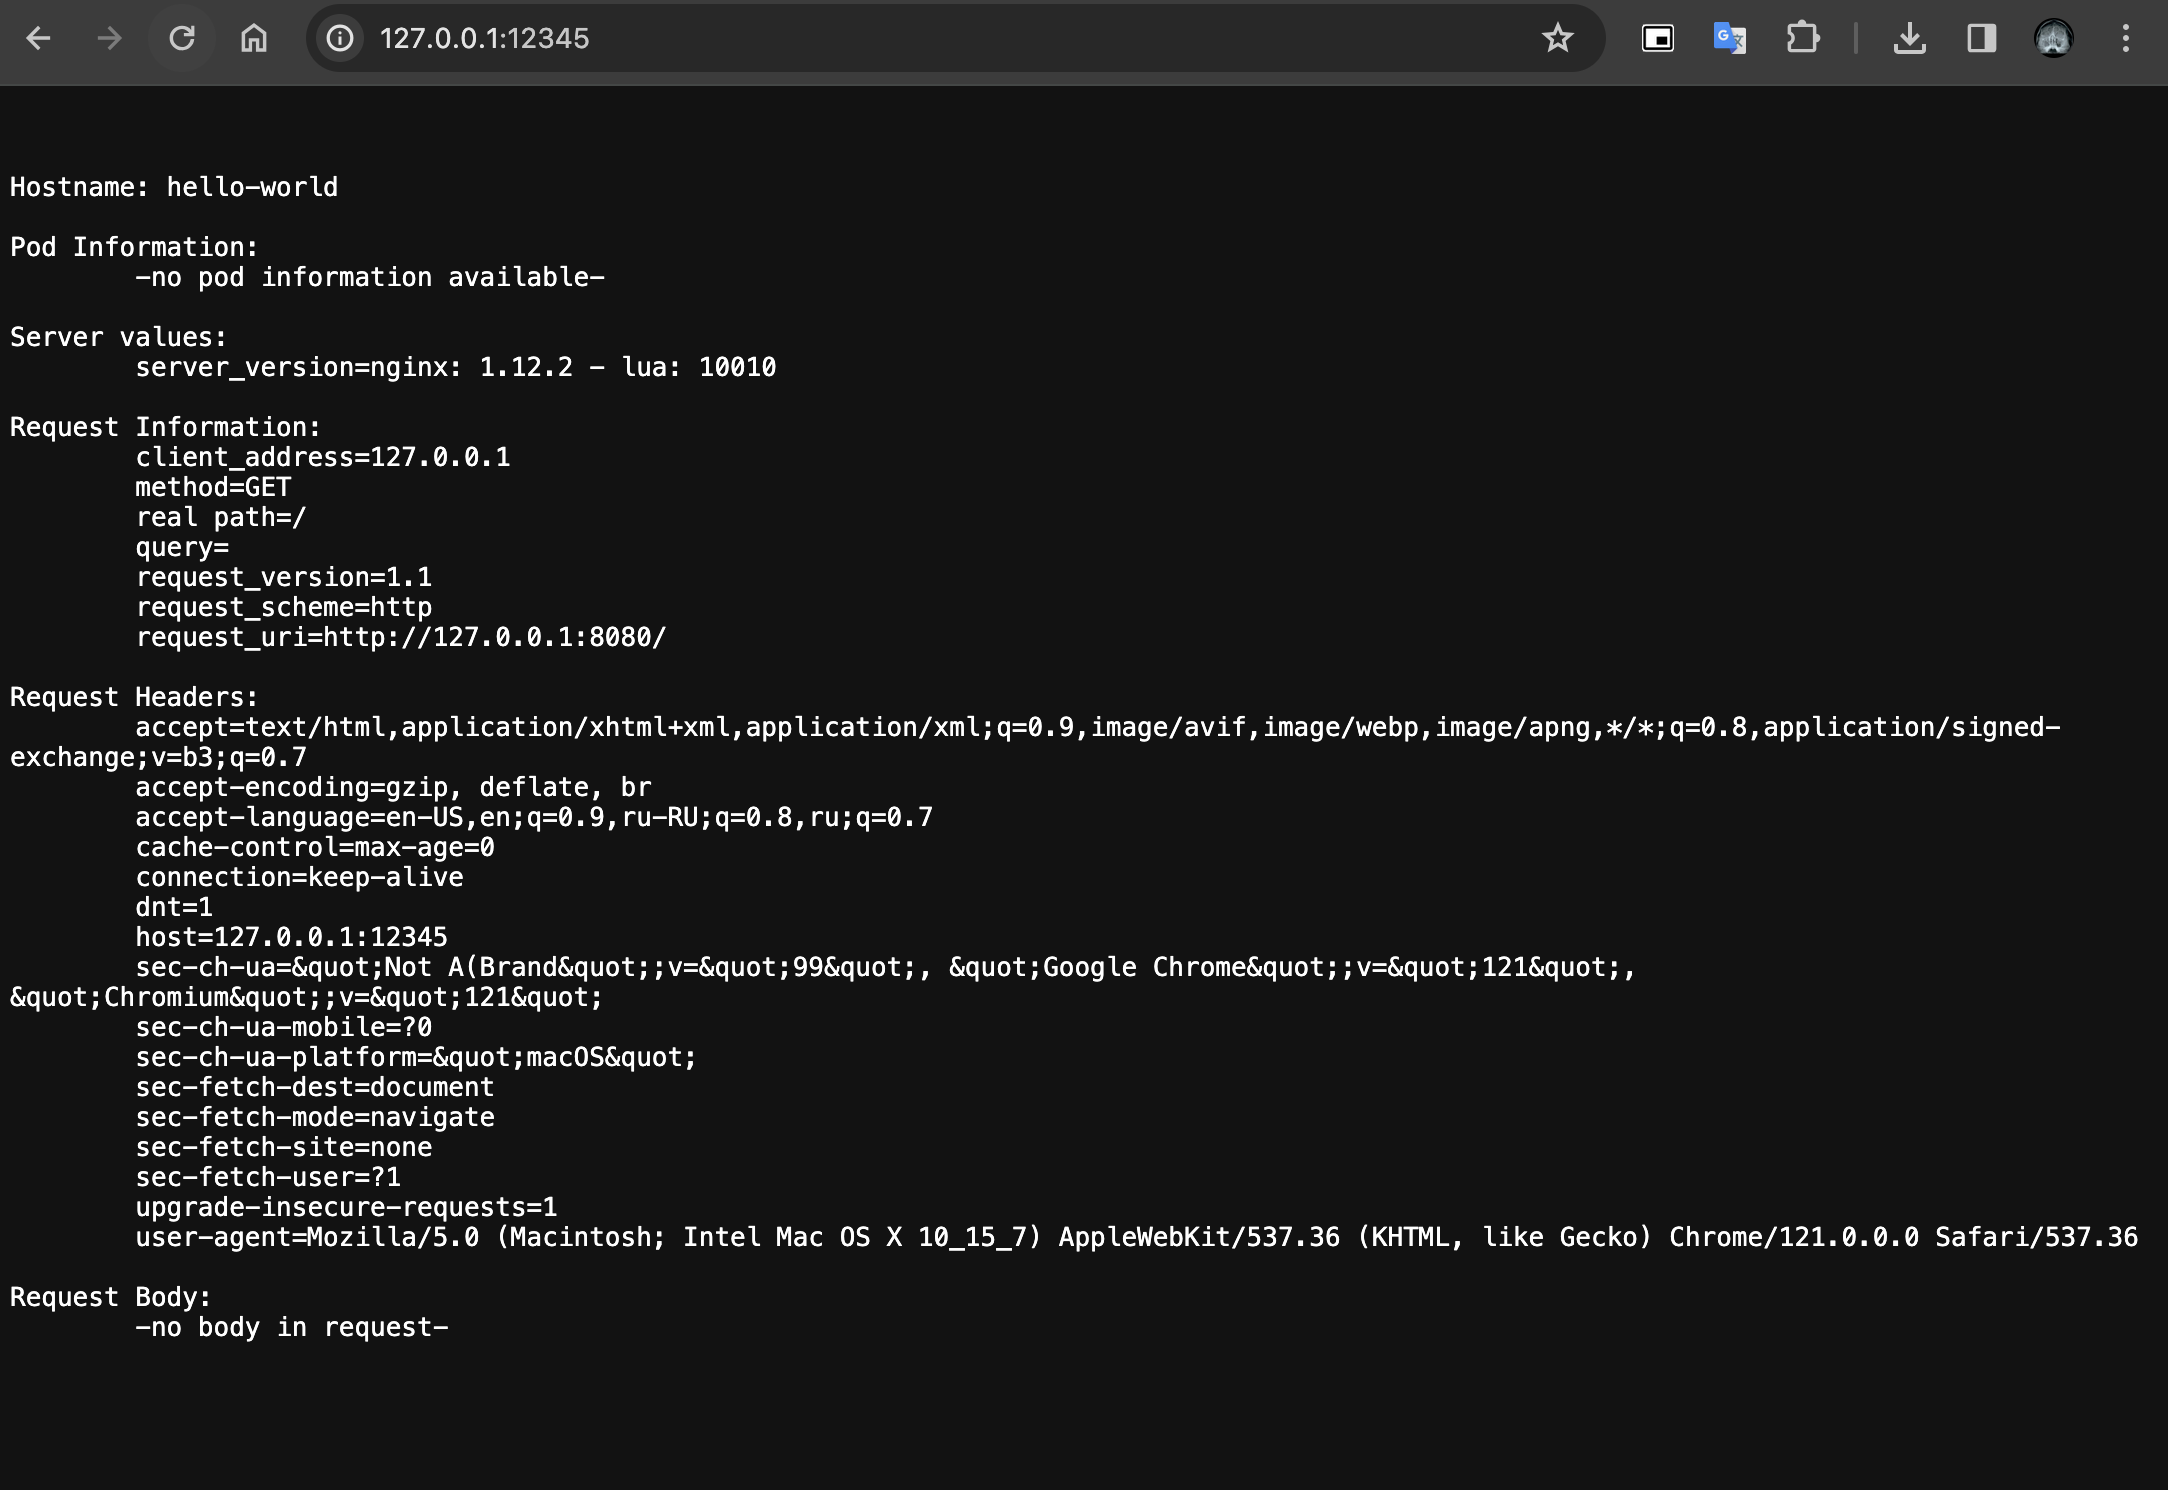 127.0.0.1:12345
Hostname: hello-world
Pod Information:
-no pod information available-
Server values:
server_version=nginx: 1.12.2 - lua: 10010
Request Information:
client_address=127.0.0.1
method=GET
real path=/
query=
request_version=1.1
request_scheme=http
request_uri=http://127.0.0.1:8080/
Request Headers:
accept=text/html,application/xhtml+xml,application/xml;q=0.9,image/avif,image/webp,image/apng,*/*;q=0.8,application/signed-
exchange;v=b3;q=0.7
accept-encoding=gzip, deflate, br
accept-language=en-US,en;q=0.9,ru-RU;q=0.8,ru;q=0.7
cache-control=max-age=0
connection=keep-alive
dnt=1
host=127.0.0.1:12345
sec-ch-ua=&quot;Not A(Brand&quot;;v=&quot;99&quot;, &quot;Google Chrome&quot;;v=&quot;121&quot;,
&quot;Chromium&quot;;v=&quot;121&quot;
sec-ch-ua-mobile=?0
sec-ch-ua-platform=&quot;macOS&quot;
sec-fetch-dest=document
sec-fetch-mode=navigate
sec-fetch-site=none
sec-fetch-user=?1
upgrade-insecure-requests=1
user-agent=Mozilla/5.0 (Macintosh; Intel Mac OS X 10_15_7) AppleWebKit/537.36 (KHTML, like Gecko) Chrome/121.0.0.0 Safari/537.36
Request Body:
-no body in request-